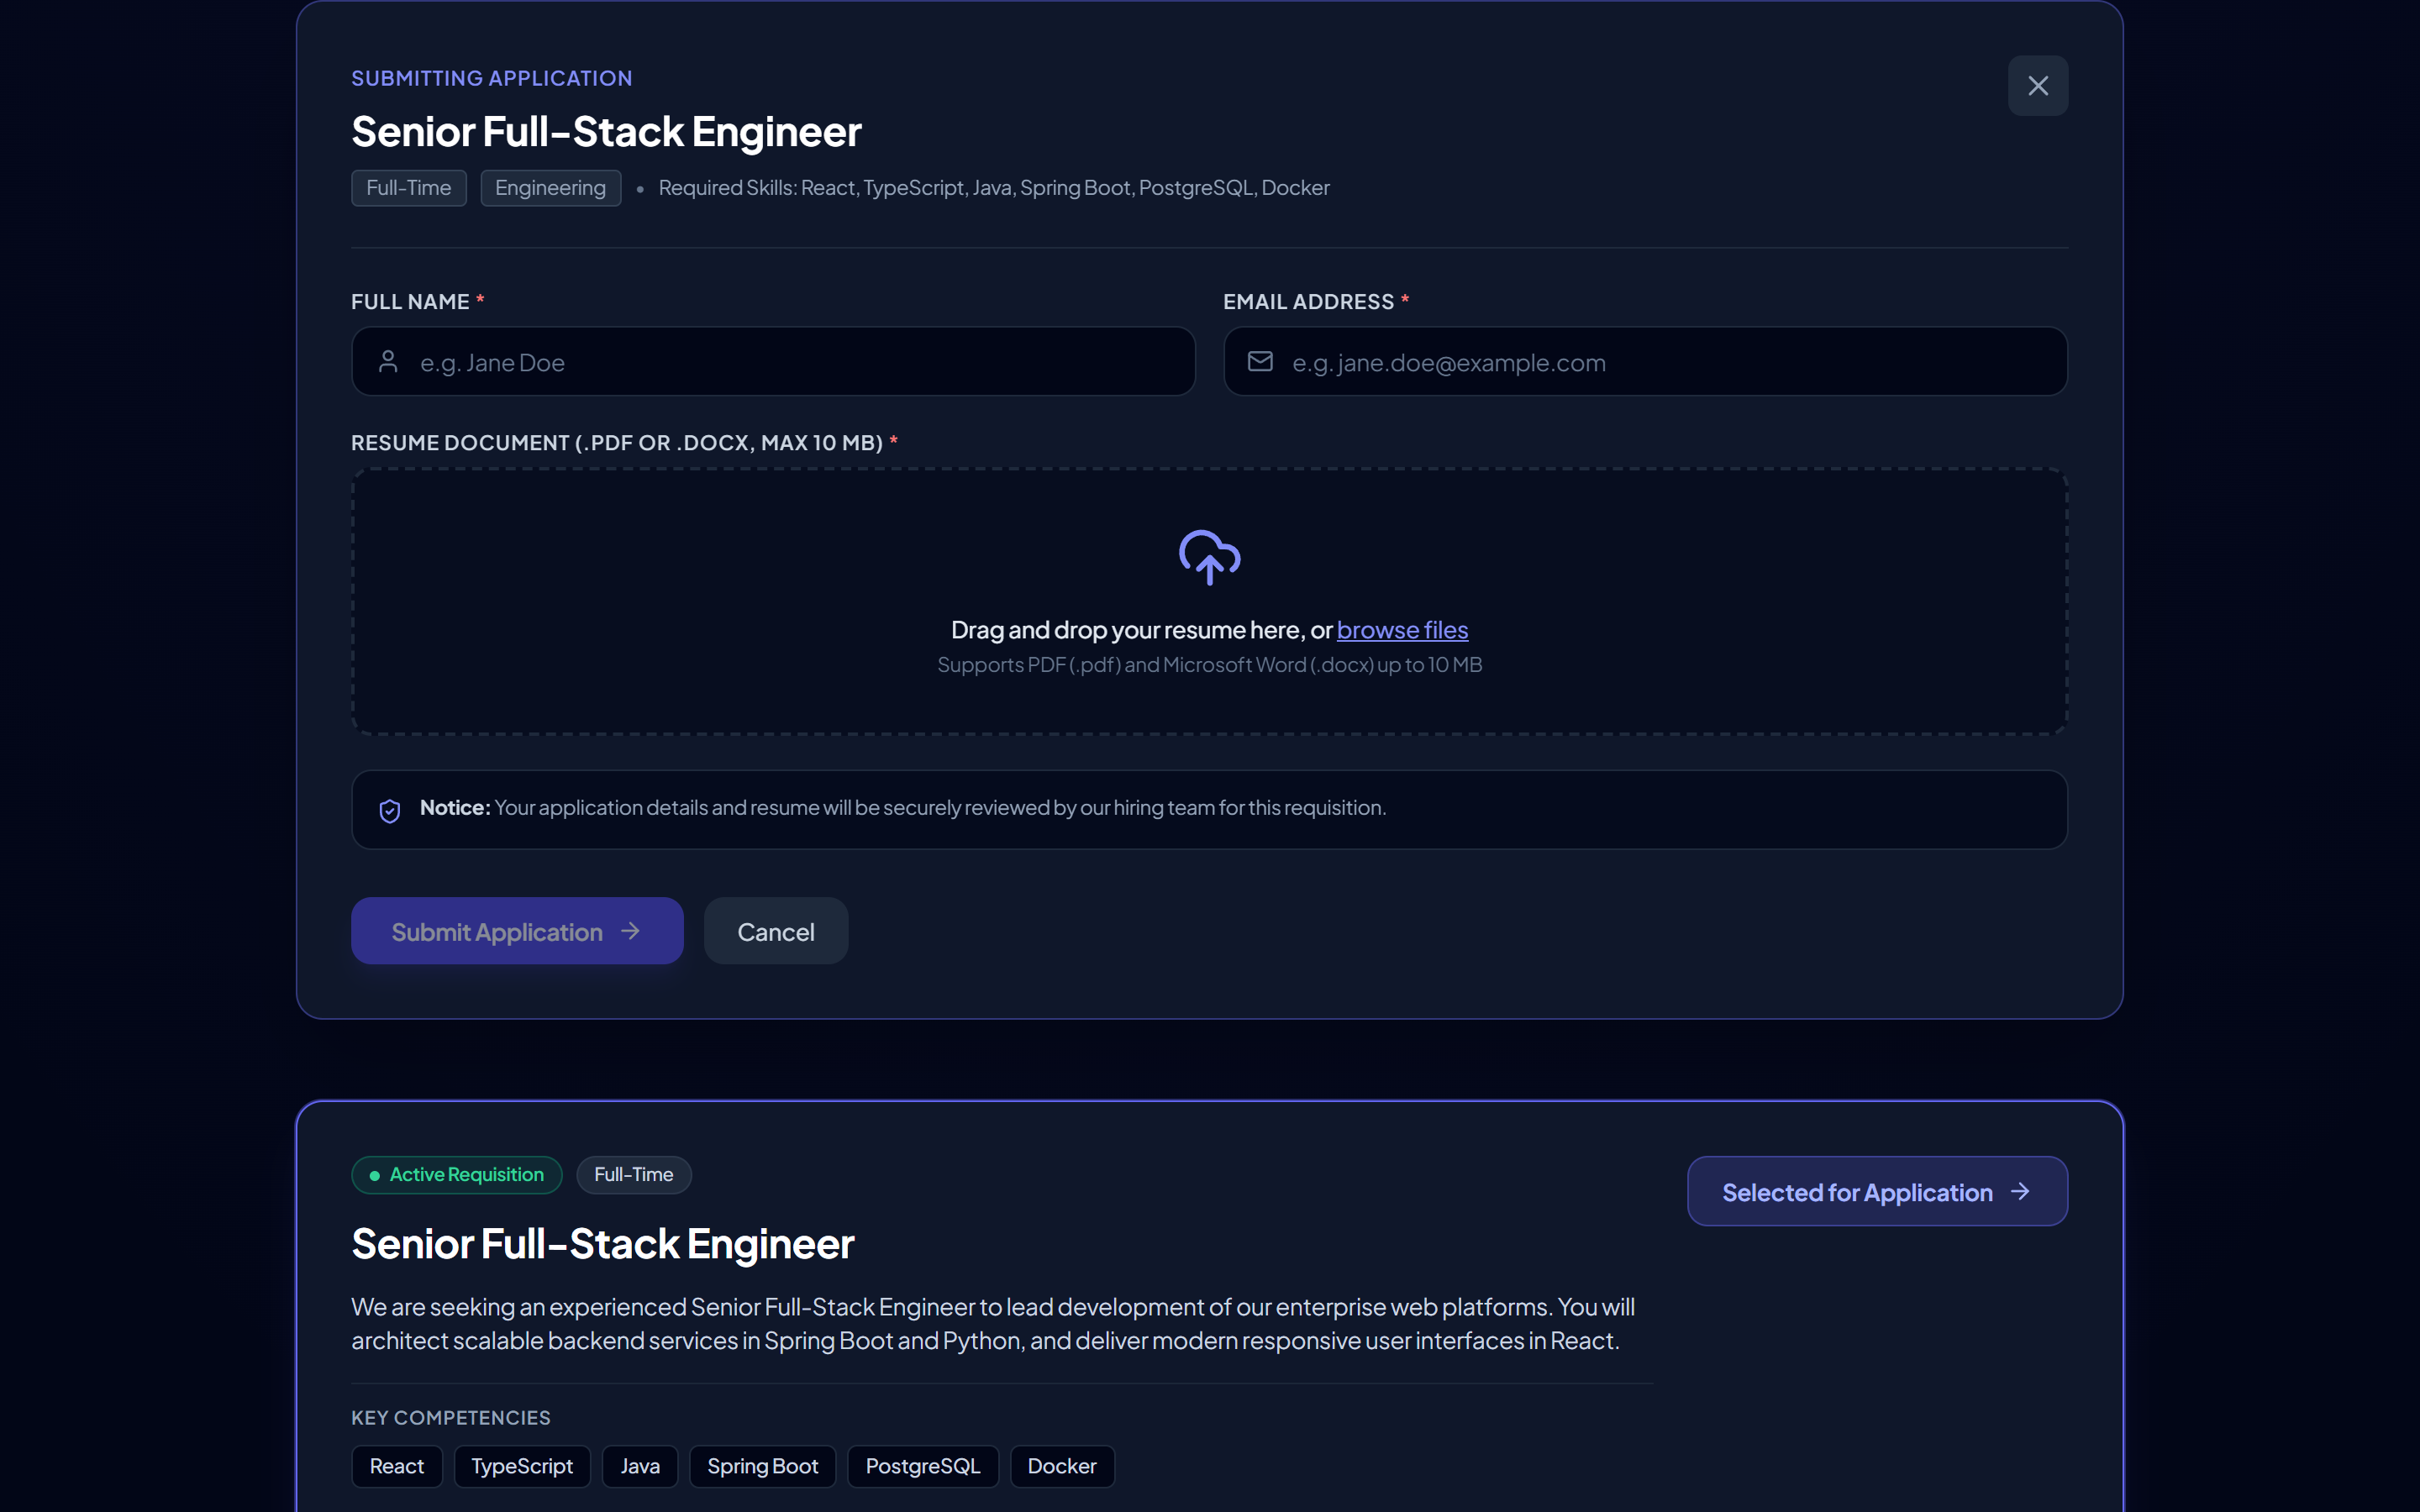 SUBMITTING APPLICATION
Senior Full-Stack Engineer
Full-Time Engineering • Required Skills: React, TypeScript, Java, Spring Boot, PostgreSQL, Docker
FULL NAME * EMAIL ADDRESS *
e.g. Jane Doe e.g. jane.doe@example.com
RESUME DOCUMENT (.PDF OR .DOCX, MAX 10 MB) *
Drag and drop your resume here, or browse files
Supports PDF (.pdf) and Microsoft Word (.docx) up to 10 MB
Notice: Your application details and resume will be securely reviewed by our hiring team for this requisition.
Submit Application → Cancel
Active Requisition Full-Time
Selected for Application →
Senior Full-Stack Engineer
We are seeking an experienced Senior Full-Stack Engineer to lead development of our enterprise web platforms. You will
architect scalable backend services in Spring Boot and Python, and deliver modern responsive user interfaces in React.
KEY COMPETENCIES
React TypeScript Java Spring Boot PostgreSQL Docker